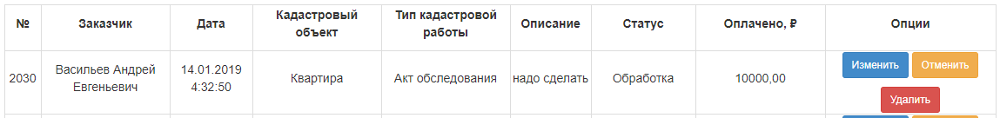 № Заказчик Дата Кадастровый объект Тип кадастровой работы Описание Статус Оплачено, ₽ Опции
2030 Васильев Андрей Евгеньевич 14.01.2019 4:32:50 Квартира Акт обследования надо сделать Обработка 10000,00 Изменить Отменить
Удалить